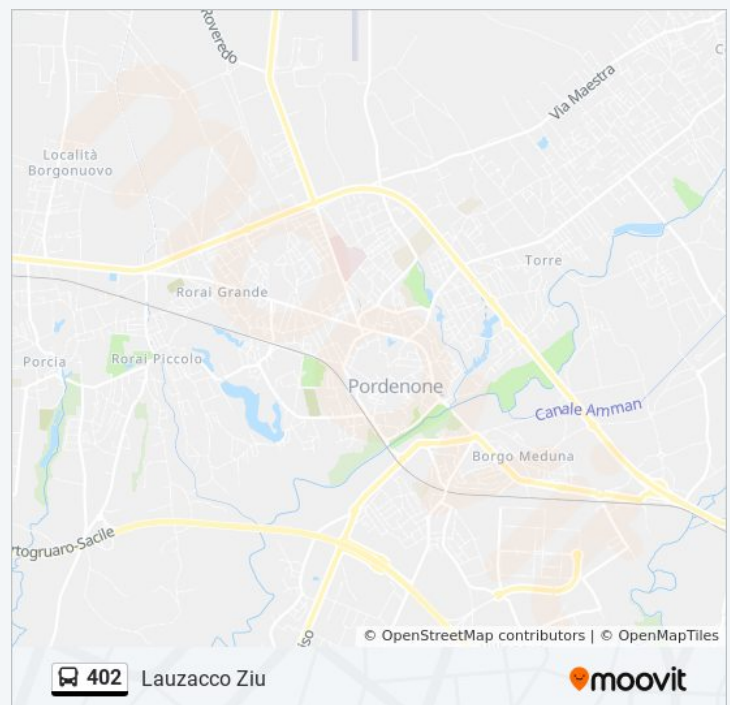 Roveredo
Via Maestra
Località
Borgonuovo
Torre
Rorai Grande
Porcia
Rorai Piccolo
Pordenone
Canale Amman
Borgo Meduna
rtogruaro-Sacile
iso
© OpenStreetMap contributors | © OpenMapTiles
402 Lauzacco Ziu
moovit